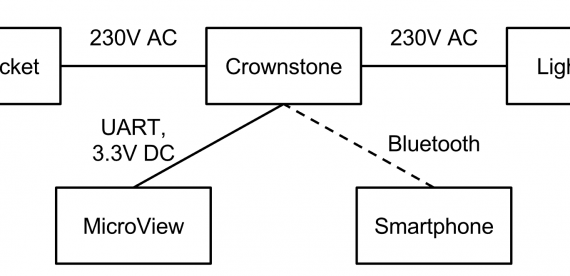 230V AC
230V AC
cket
Crownstone
Ligh
UART,
3.3V DC
Bluetooth
MicroView
Smartphone